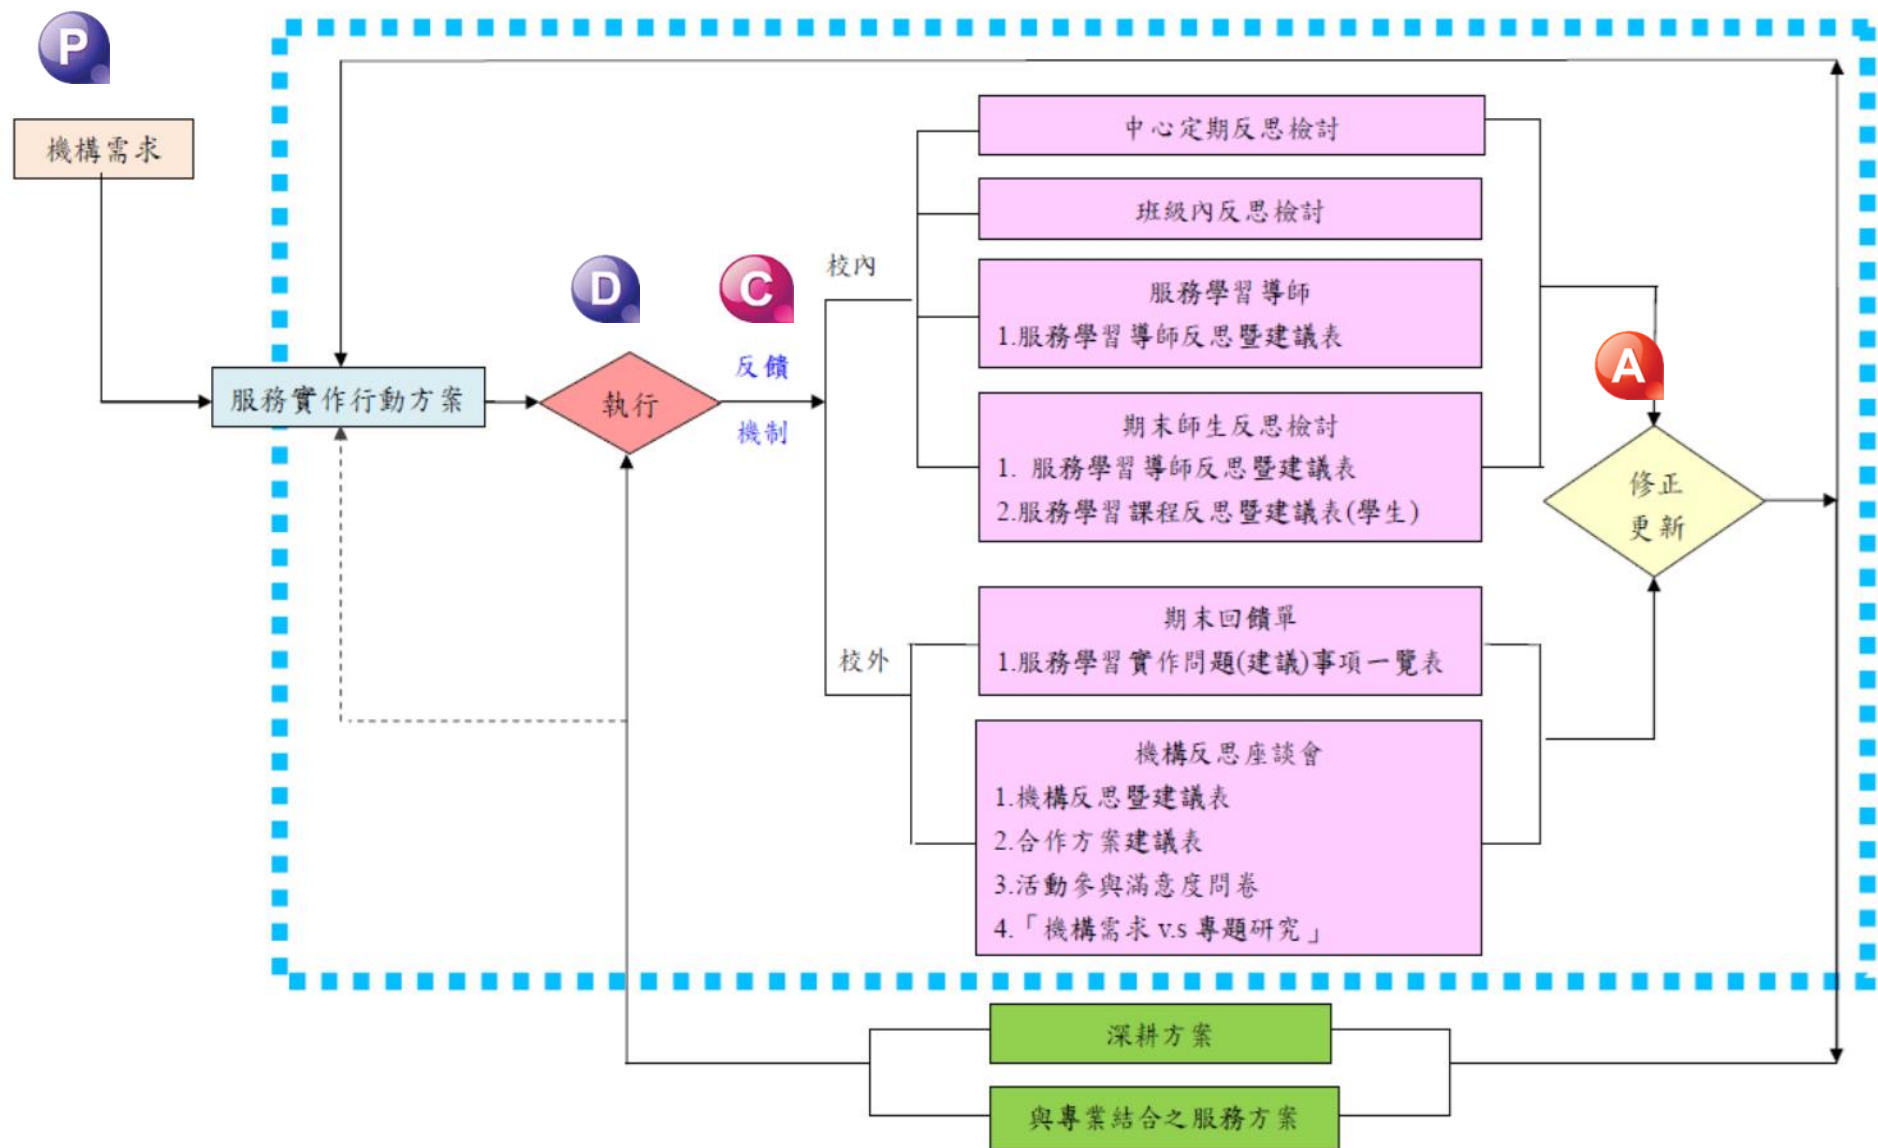 P
機構需求
服務實作行動方案
D
執行
C
反饋
機制
校內
中心定期反思檢討
班級內反思檢討
服務學習導師
1.服務學習導師反思暨建議表
期末師生反思檢討
1. 服務學習導師反思暨建議表
2.服務學習課程反思暨建議表(學生)
校外
期末回饋單
1.服務學習實作問題(建議)事項一覽表
機構反思座談會
1.機構反思暨建議表
2.合作方案建議表
3.活動參與滿意度問卷
4.「機構需求 v.s 專題研究」
A
修正
更新
深耕方案
與專業結合之服務方案